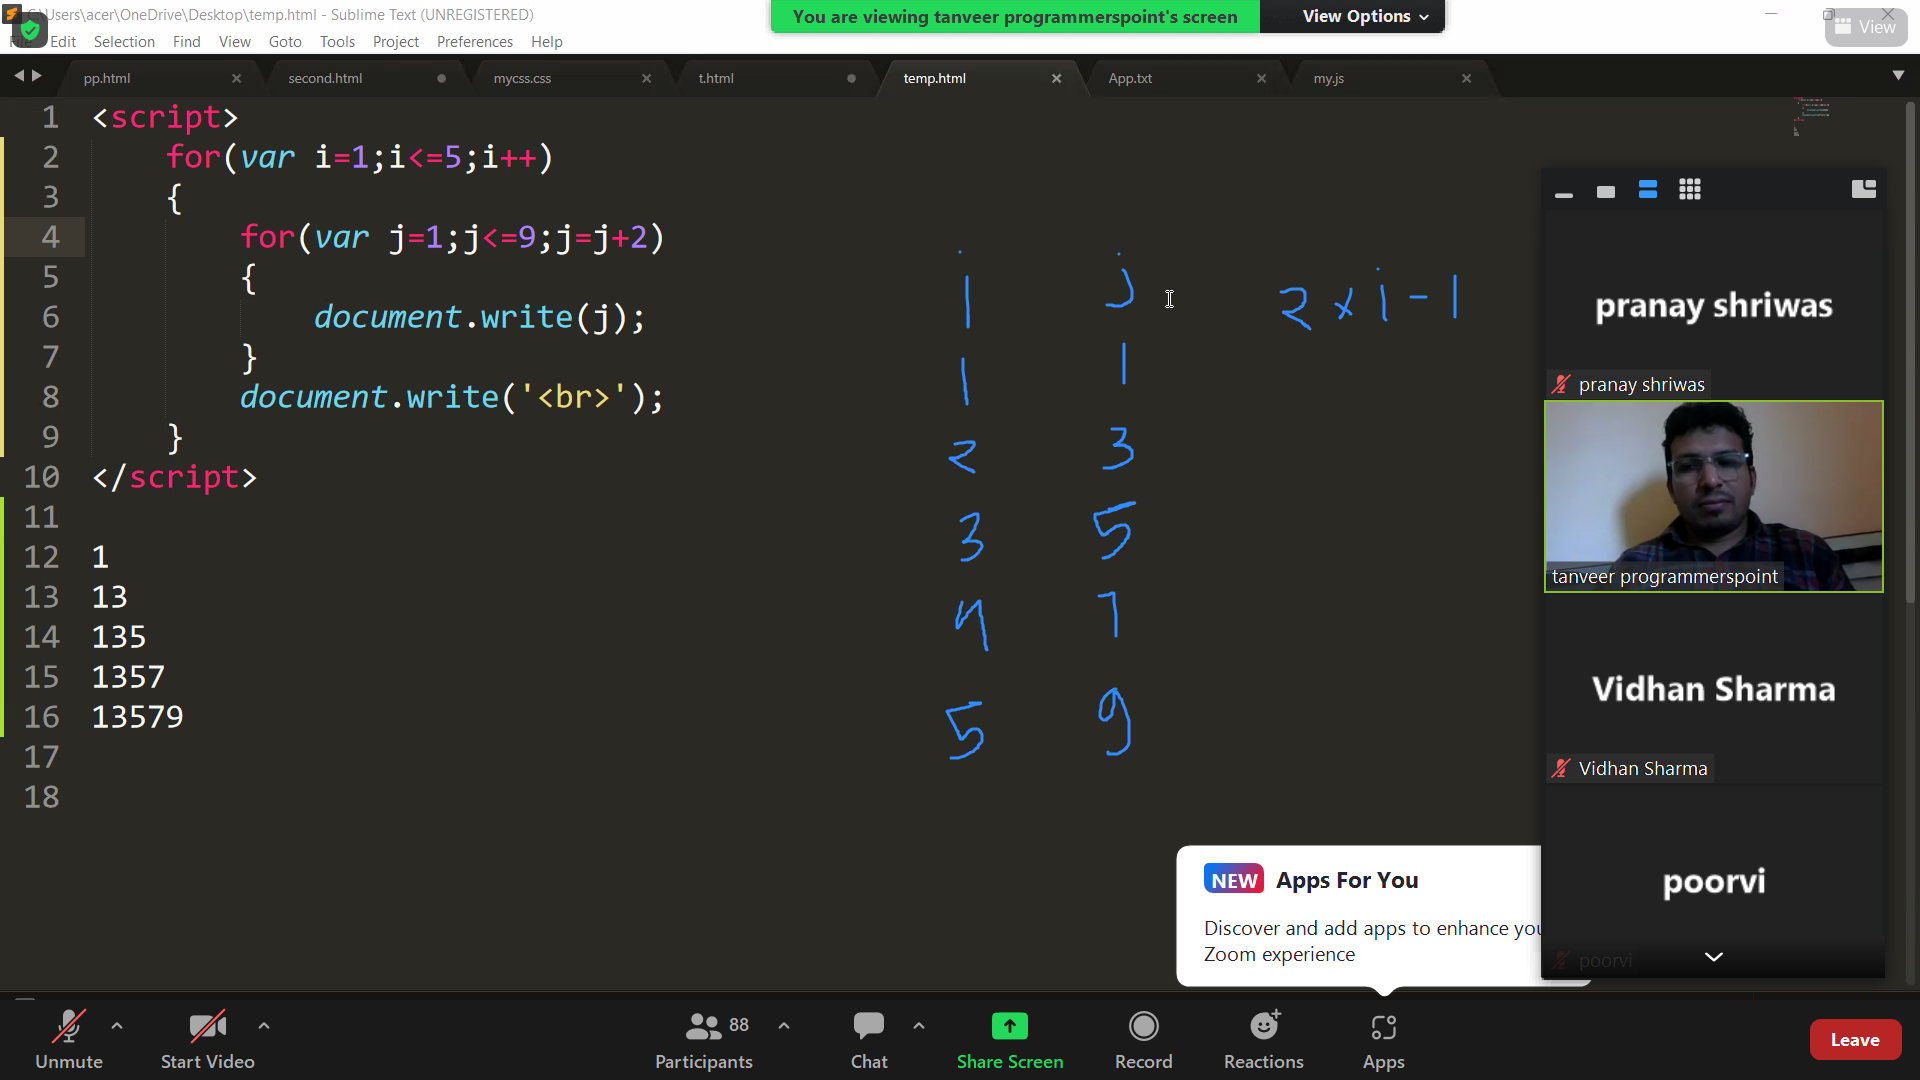 C:\Users\acer\OneDrive\Desktop\temp.html - Sublime Text (UNREGISTERED)
You are viewing tanveer programmerspoint's screen
View Options
View
File Edit Selection Find View Goto Tools Project Preferences Help
pp.html second.html mycss.css t.html temp.html App.txt my.js
1 <script>
2 for(var i=1;i<=5;i++)
3 {
4 for(var j=1;j<=9;j=j+2)
5 {
6 document.write(j);
7 }
8 document.write('<br>');
9 }
10 </script>
11
12 1
13 13
14 135
15 1357
16 13579
17
18
i j 2 x i - 1
1 1
2 3
3 5
4 7
5 9
pranay shriwas
pranay shriwas
tanveer programmerspoint
Vidhan Sharma
Vidhan Sharma
poorvi
poorvi
NEW Apps For You
Discover and add apps to enhance you
Zoom experience
Unmute
Start Video
88
Participants
Chat
Share Screen
Record
Reactions
Apps
Leave